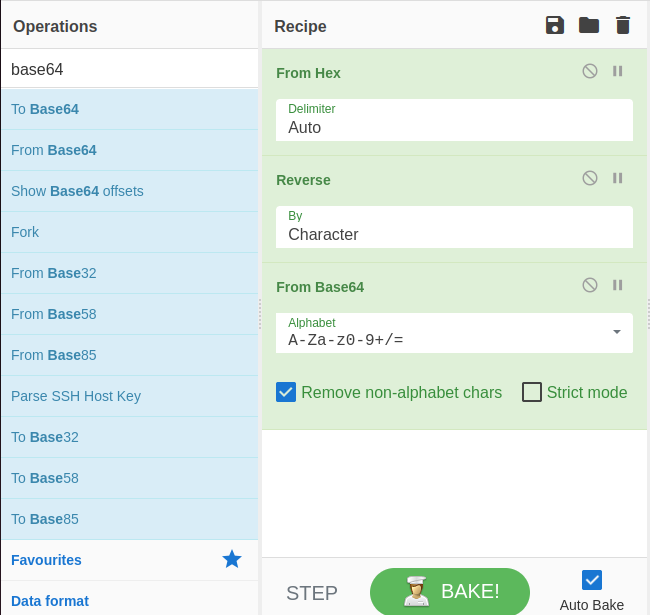 Operations
base64
To Base64
From Base64
Show Base64 offsets
Fork
From Base32
From Base58
From Base85
Parse SSH Host Key
To Base32
To Base58
To Base85
Favourites
Data format
Recipe
From Hex
Delimiter
Auto
Reverse
By
Character
From Base64
Alphabet
A-Za-z0-9+/=
Remove non-alphabet chars
Strict mode
STEP
BAKE!
Auto Bake